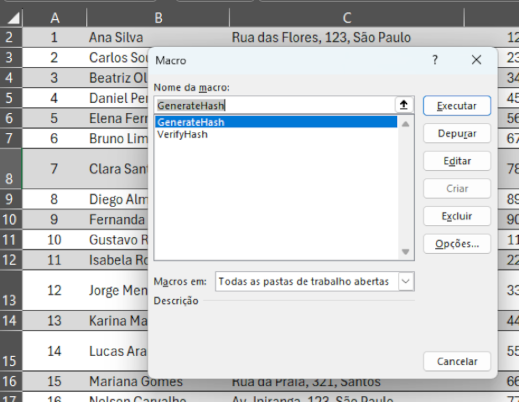 A B C
2 1 Ana Silva Rua das Flores, 123, São Paulo 12
Macro ? ×
3 2 Carlos Sou 23
Nome da macro:
4 3 Beatriz Ol 34
GenerateHash Executar
5 4 Daniel Per 45
GenerateHash
6 5 Elena Ferr 56
VerifyHash Depurar
7 6 Bruno Lim 67
Editar
8 7 Clara Sant 78
Criar
9 8 Diego Alm 89
10 9 Fernanda 90
Excluir
11 10 Gustavo R 11
Opções...
12 11 Isabela Ro 22
Macros em: Todas as pastas de trabalho abertas
13 12 Jorge Men 33
Descrição
14 13 Karina Ma 44
15 14 Lucas Ara 55
Cancelar
16 15 Mariana Gomes Rua da Praia, 321, Santos 66
17 16 Nelson Carvalho Av. Ipiranga, 123, São Paulo 77